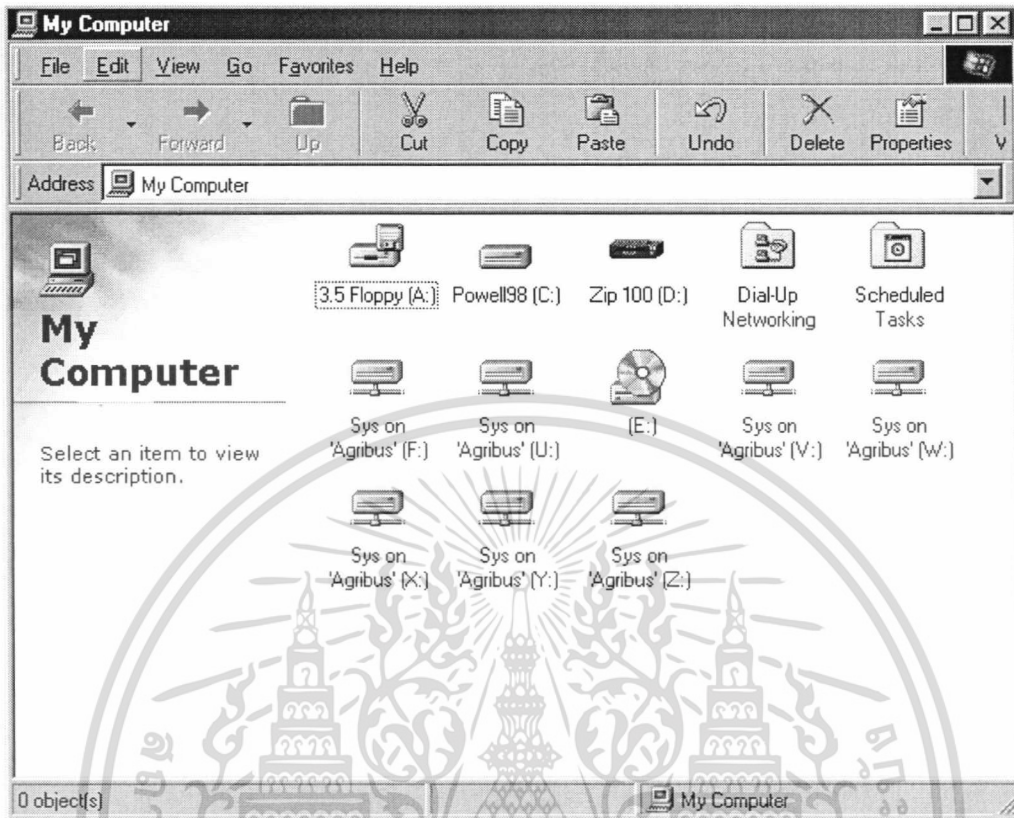 My Computer
File Edit View Go Favorites Help
Back Forward Up Cut Copy Paste Undo Delete Properties V
Address My Computer
My
Computer
Select an item to view
its description.
3.5 Floppy (A:) Powell98 (C:) Zip 100 (D:) Dial-Up Scheduled
Networking Tasks
Sys on Sys on (E:) Sys on Sys on
'Agribus' (F:) 'Agribus' (U:) 'Agribus' (V:) 'Agribus' (W:)
Sys on Sys on Sys on
'Agribus' (X:) 'Agribus' (Y:) 'Agribus' (Z:)
0 object(s) My Computer